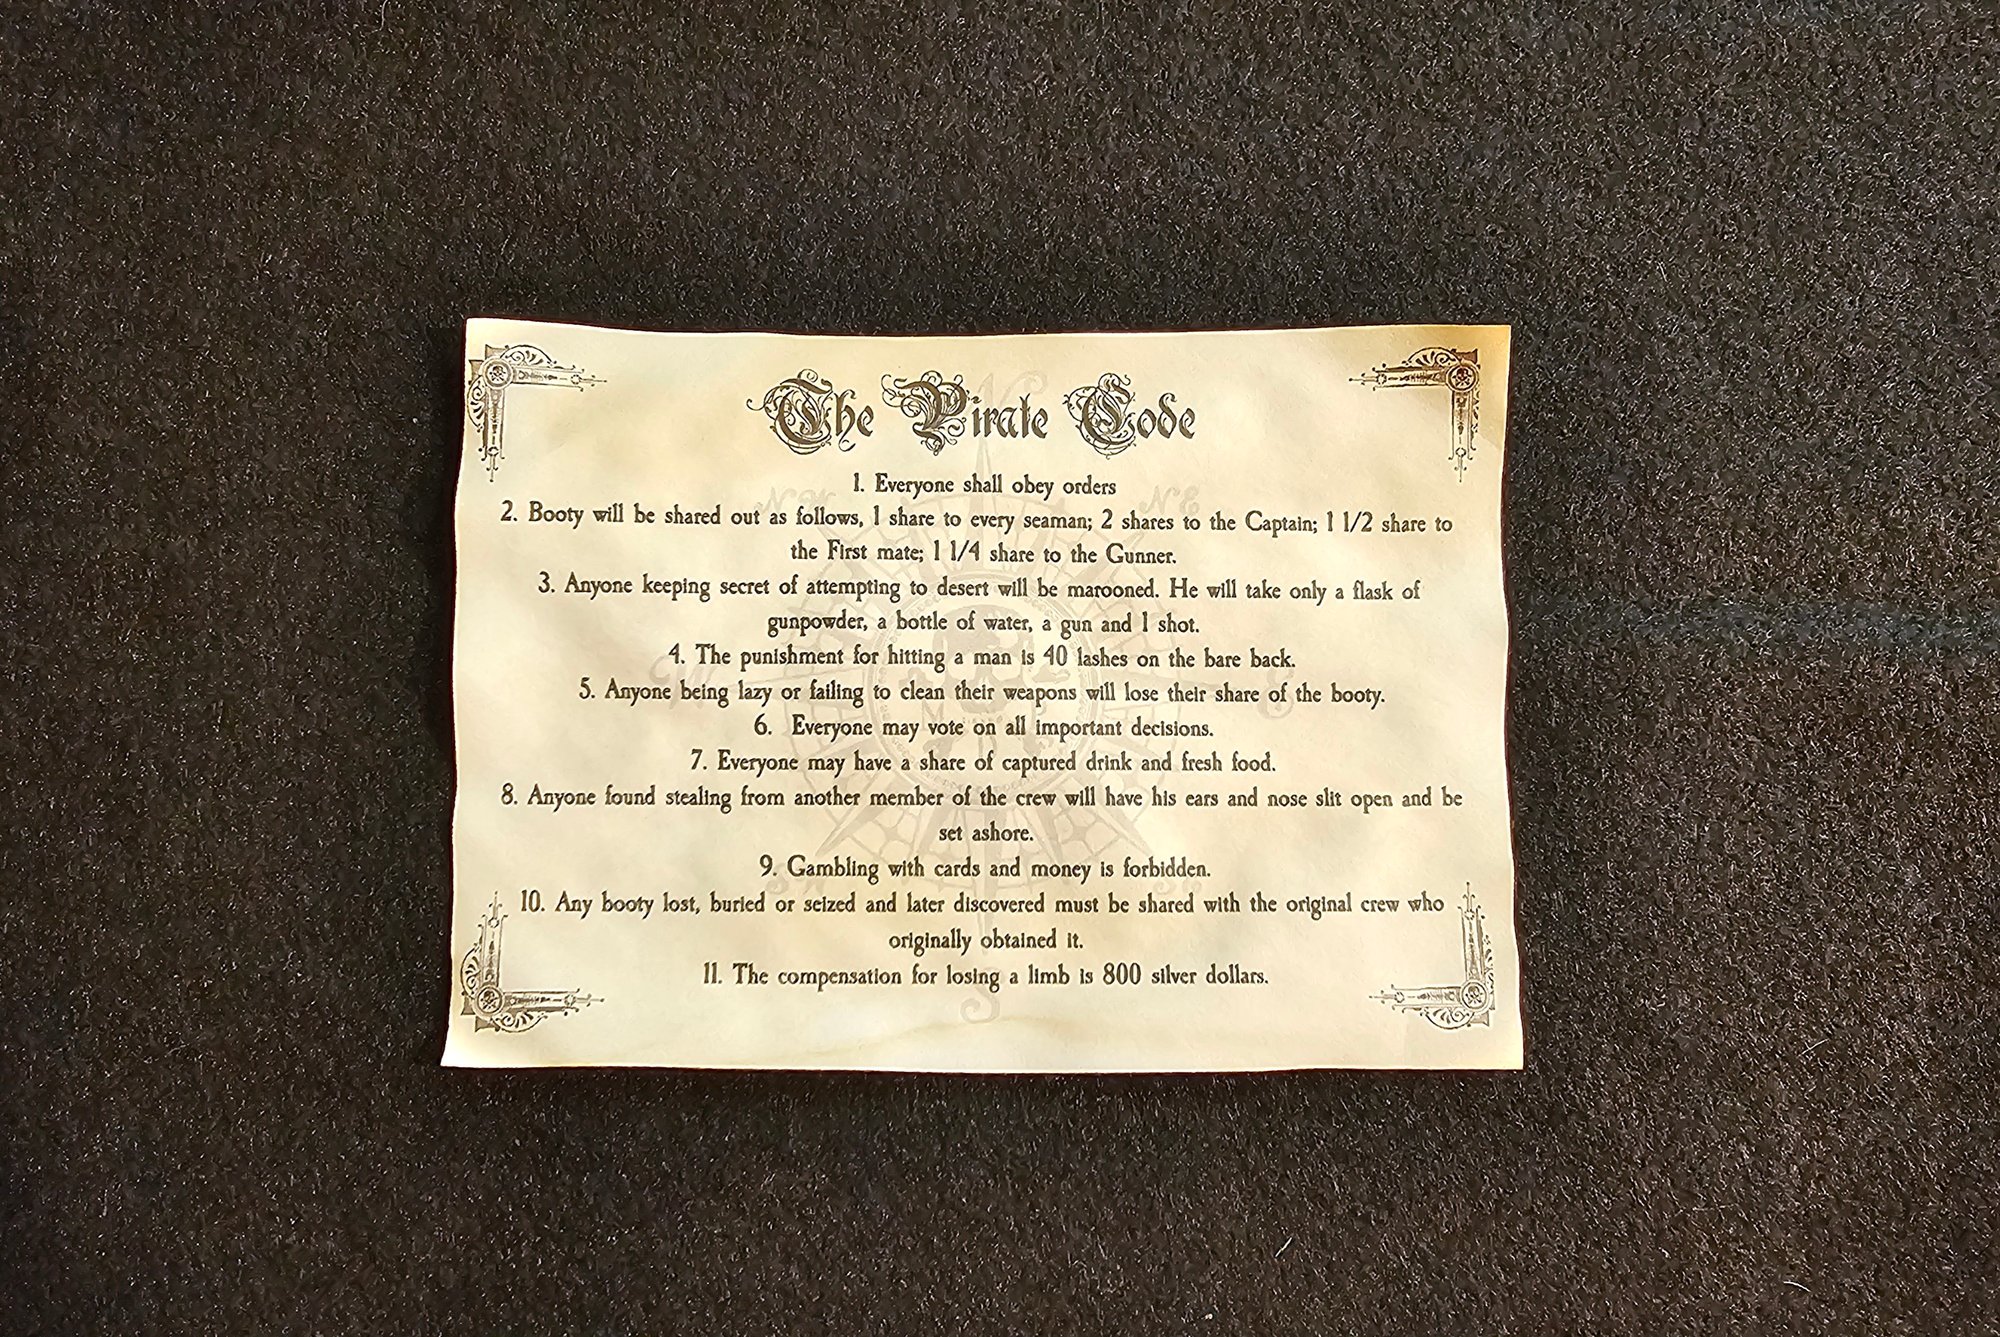 The Pirate Code
1. Everyone shall obey orders
2. Booty will be shared out as follows, 1 share to every seaman; 2 shares to the Captain; 1 1/2 share to
the First mate; 1 1/4 share to the Gunner.
3. Anyone keeping secret of attempting to desert will be marooned. He will take only a flask of
gunpowder, a bottle of water, a gun and 1 shot.
4. The punishment for hitting a man is 40 lashes on the bare back.
5. Anyone being lazy or failing to clean their weapons will lose their share of the booty.
6. Everyone may vote on all important decisions.
7. Everyone may have a share of captured drink and fresh food.
8. Anyone found stealing from another member of the crew will have his ears and nose slit open and be
set ashore.
9. Gambling with cards and money is forbidden.
10. Any booty lost, buried or seized and later discovered must be shared with the original crew who
originally obtained it.
11. The compensation for losing a limb is 800 silver dollars.